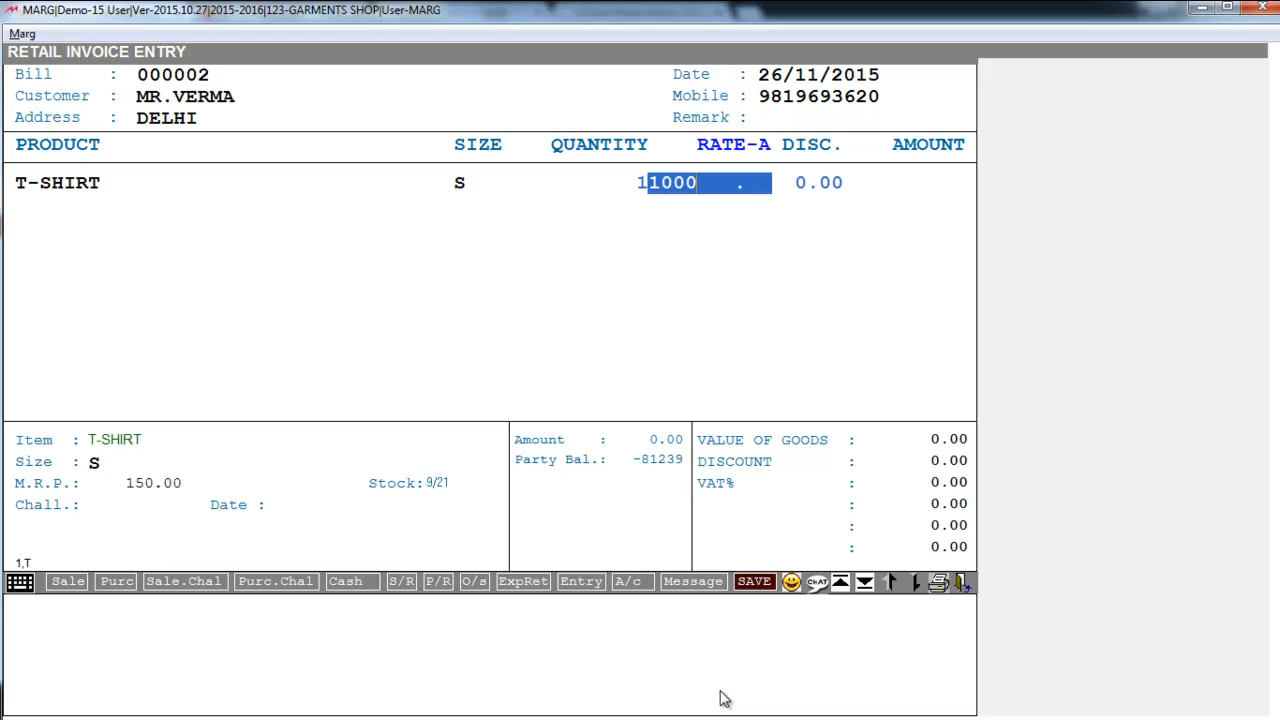 MARG|Demo-15 User|Ver-2015.10.27|2015-2016|123-GARMENTS SHOP|User-MARG
Marg
RETAIL INVOICE ENTRY
Bill : 000002 Date : 26/11/2015
Customer : MR.VERMA Mobile : 9819693620
Address : DELHI Remark :
PRODUCT SIZE QUANTITY RATE-A DISC. AMOUNT
T-SHIRT S 1 1000 . 0.00
Item : T-SHIRT Amount : 0.00 VALUE OF GOODS : 0.00
Size : S Party Bal.: -81239 DISCOUNT : 0.00
M.R.P.: 150.00 Stock: 9/21 VAT% : 0.00
Chall.: Date : : 0.00
: 0.00
: 0.00
1,T
Sale Purc Sale.Chal Purc.Chal Cash S/R P/R O/s ExpRet Entry A/c Message SAVE CHAT